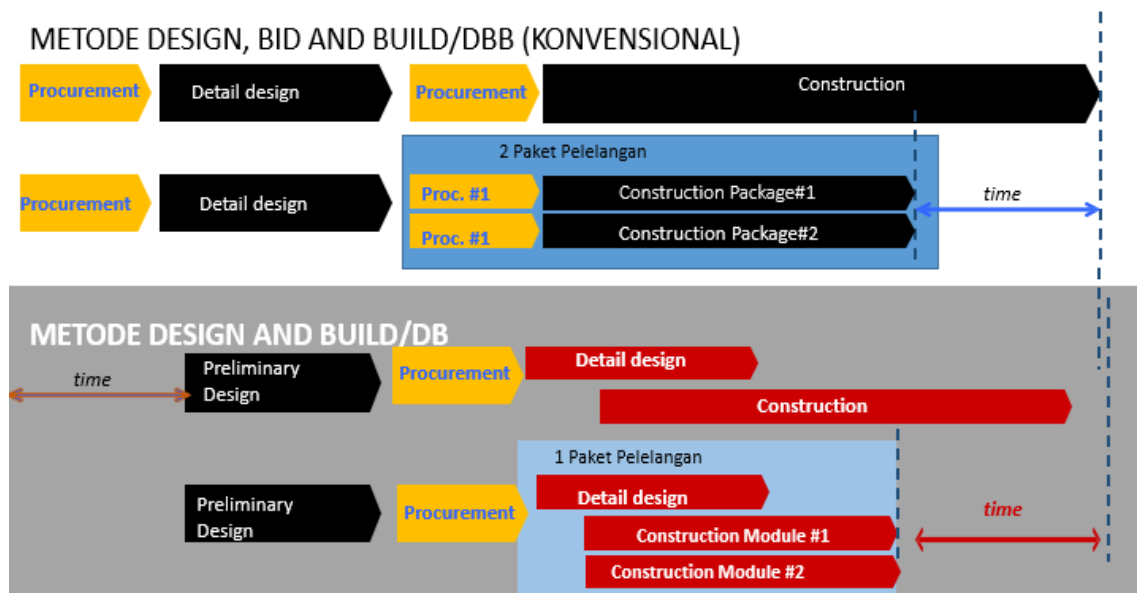 METODE DESIGN, BID AND BUILD/DBB (KONVENSIONAL)
Procurement
Detail design
Procurement
Construction
2 Paket Pelelangan
Procurement
Detail design
Proc. #1
Construction Package#1
time
Proc. #1
Construction Package#2
METODE DESIGN AND BUILD/DB
time
Preliminary
Design
Procurement
Detail design
Construction
1 Paket Pelelangan
Preliminary
Design
Procurement
Detail design
Construction Module #1
Construction Module #2
time